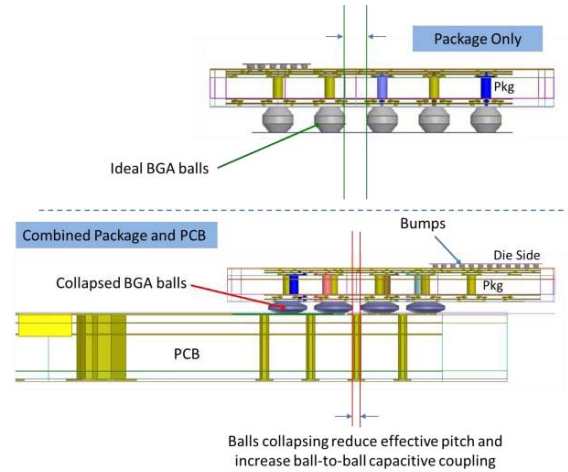 Package Only
Pkg
Ideal BGA balls
Combined Package and PCB
Bumps
Die Side
Collapsed BGA balls
Pkg
PCB
Balls collapsing reduce effective pitch and
increase ball-to-ball capacitive coupling